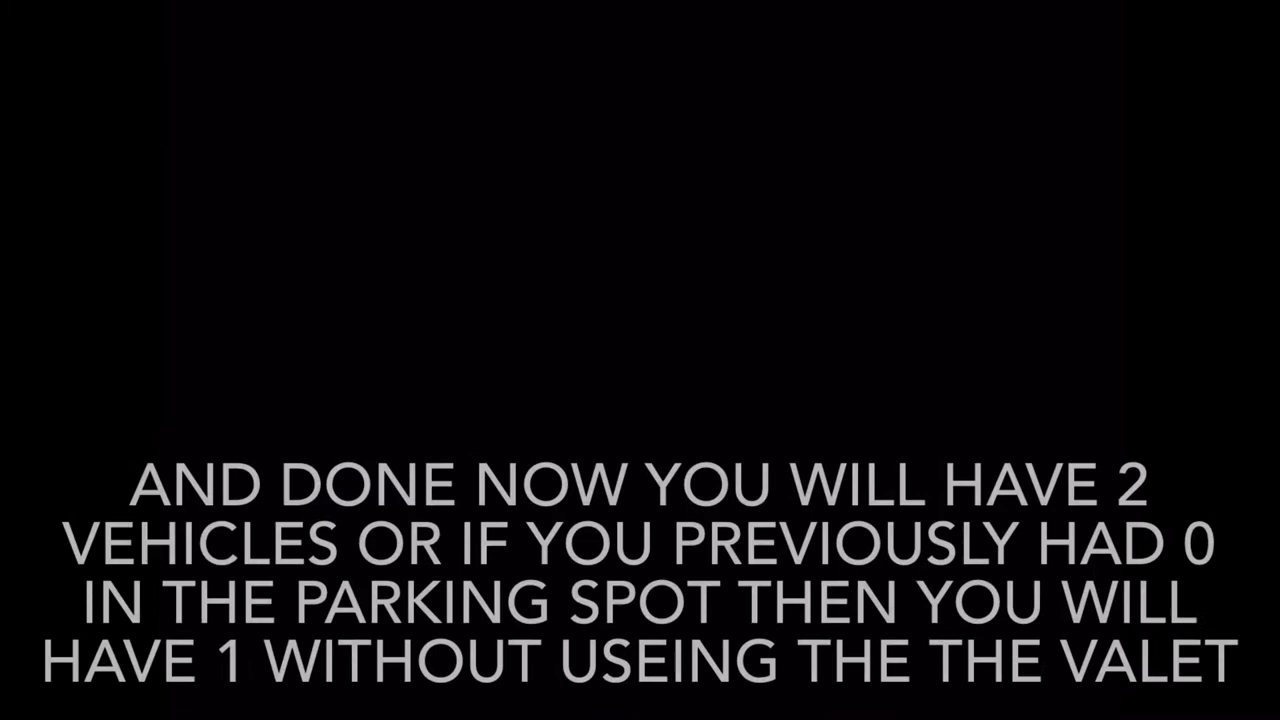 AND DONE NOW YOU WILL HAVE 2
VEHICLES OR IF YOU PREVIOUSLY HAD 0
IN THE PARKING SPOT THEN YOU WILL
HAVE 1 WITHOUT USEING THE THE VALET